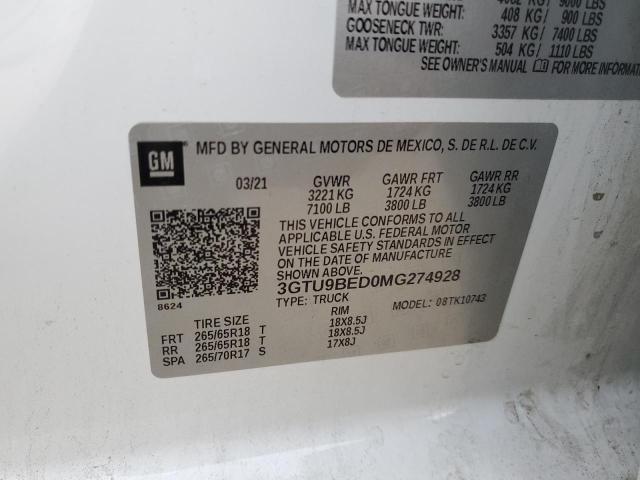 MAX TONGUE WEIGHT: 408 KG / 900 LBS
GOOSENECK TWR: 3357 KG / 7400 LBS
MAX TONGUE WEIGHT: 504 KG / 1110 LBS
SEE OWNER'S MANUAL FOR MORE INFORMATION
GM
MFD BY GENERAL MOTORS DE MEXICO, S. DE R.L. DE C.V.
03/21 GVWR GAWR FRT GAWR RR
3221 KG 1724 KG 1724 KG
7100 LB 3800 LB 3800 LB
THIS VEHICLE CONFORMS TO ALL
APPLICABLE U.S. FEDERAL MOTOR
VEHICLE SAFETY STANDARDS IN EFFECT
ON THE DATE OF MANUFACTURE
SHOWN ABOVE.
3GTU9BED0MG274928
8624
TYPE: TRUCK MODEL: 08TK10743
TIRE SIZE RIM
FRT 265/65R18 T 18X8.5J
RR 265/65R18 T 18X8.5J
SPA 265/70R17 S 17X8J